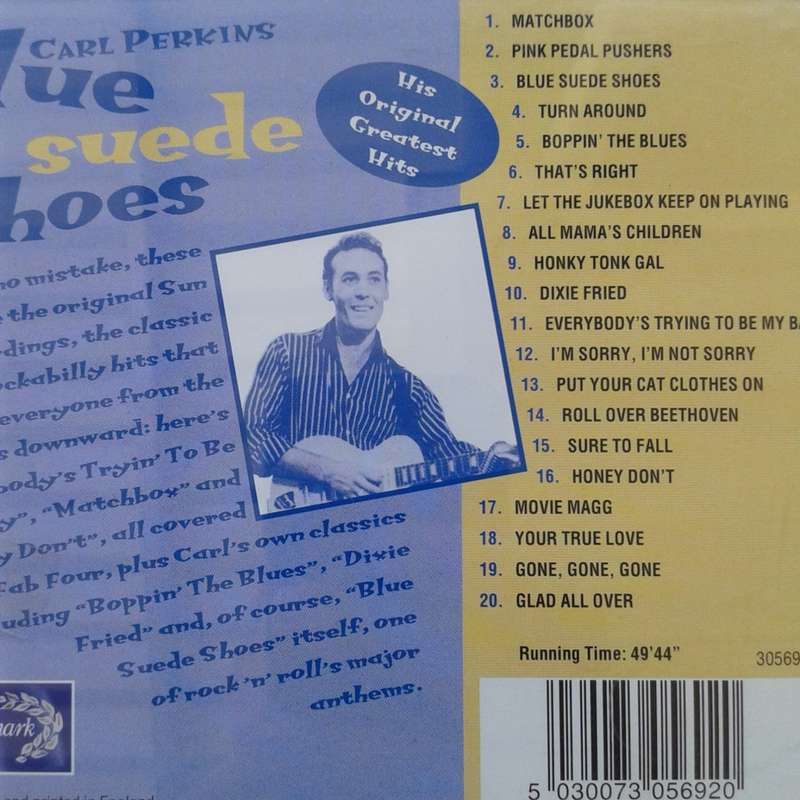 CARL PERKINS
lue
suede
hoes
His
Original
Greatest
Hits
no mistake, these
the original Sun
dings, the classic
ckabilly hits that
everyone from the
s downward: here's
body's Tryin' To Be
y", "Matchbox" and
y Don't", all covered
Fab Four, plus Carl's own classics
uding "Boppin' The Blues", "Dixie
Fried" and, of course, "Blue
Suede Shoes" itself, one
of rock 'n' roll's major
anthems.
mark
and printed in England
1. MATCHBOX
2. PINK PEDAL PUSHERS
3. BLUE SUEDE SHOES
4. TURN AROUND
5. BOPPIN' THE BLUES
6. THAT'S RIGHT
7. LET THE JUKEBOX KEEP ON PLAYING
8. ALL MAMA'S CHILDREN
9. HONKY TONK GAL
10. DIXIE FRIED
11. EVERYBODY'S TRYING TO BE MY BA
12. I'M SORRY, I'M NOT SORRY
13. PUT YOUR CAT CLOTHES ON
14. ROLL OVER BEETHOVEN
15. SURE TO FALL
16. HONEY DON'T
17. MOVIE MAGG
18. YOUR TRUE LOVE
19. GONE, GONE, GONE
20. GLAD ALL OVER
Running Time: 49'44"
30569
5 030073 056920